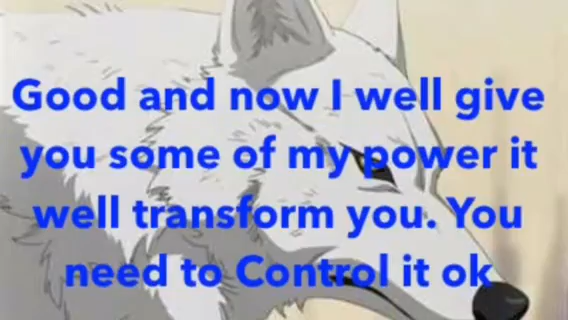 Good and now I well give
you some of my power it
well transform you. You
need to Control it ok